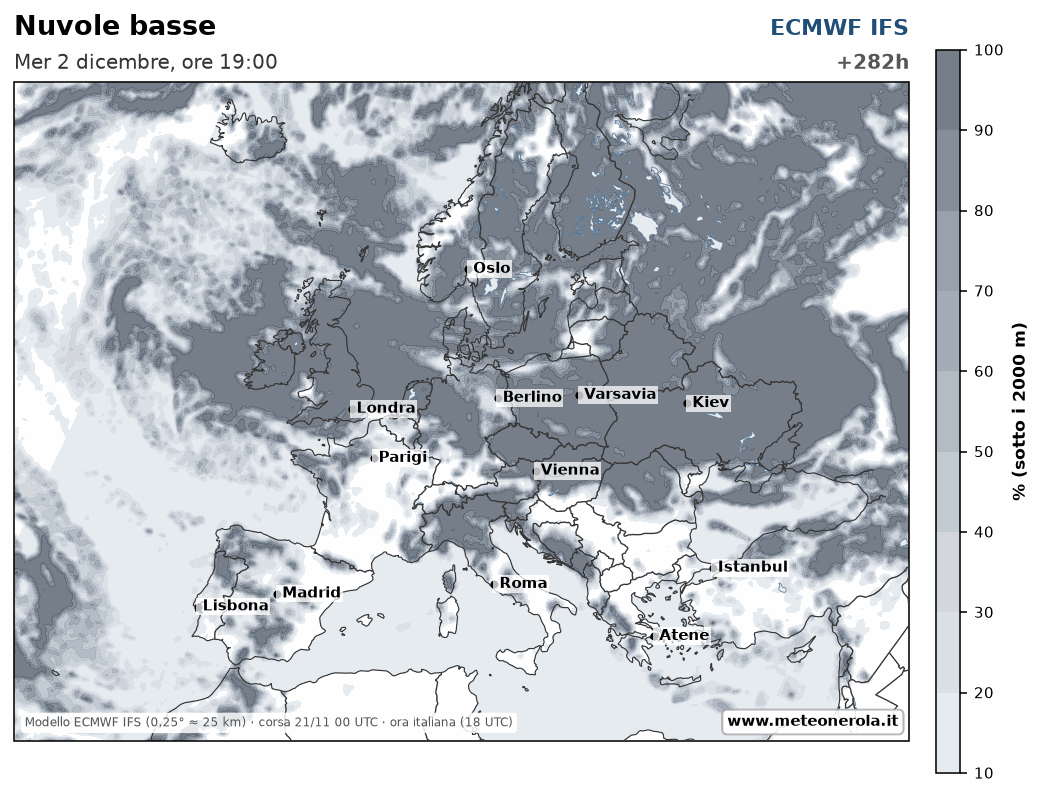 Nuvole basse
ECMWF IFS
Mer 2 dicembre, ore 19:00
+282h
100
90
80
70
60
50
40
30
20
10
% (sotto i 2000 m)
Oslo
Berlino
Varsavia
Kiev
Londra
Parigi
Vienna
Istanbul
Roma
Madrid
Lisbona
Atene
Modello ECMWF IFS (0,25° ≈ 25 km) · corsa 21/11 00 UTC · ora italiana (18 UTC)
www.meteonerola.it